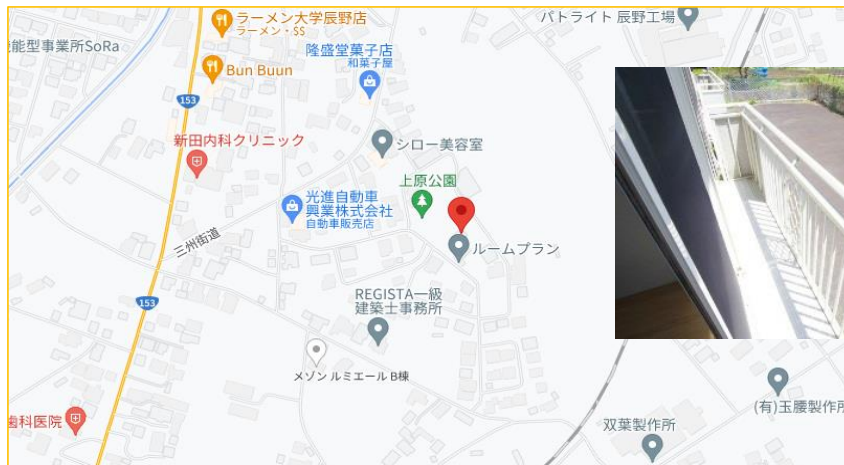 ラーメン大学辰野店
ラーメン・SS
パトライト 辰野工場
能型事業所SoRa
隆盛堂菓子店
和菓子屋
Bun Buun
153
新田内科クリニック
シロー美容室
上原公園
光進自動車
興業株式会社
自動車販売店
三州街道
ルームプラン
REGISTA一級
建築士事務所
153
メゾン ルミエール B棟
歯科医院
双葉製作所
(有)玉腰製作所